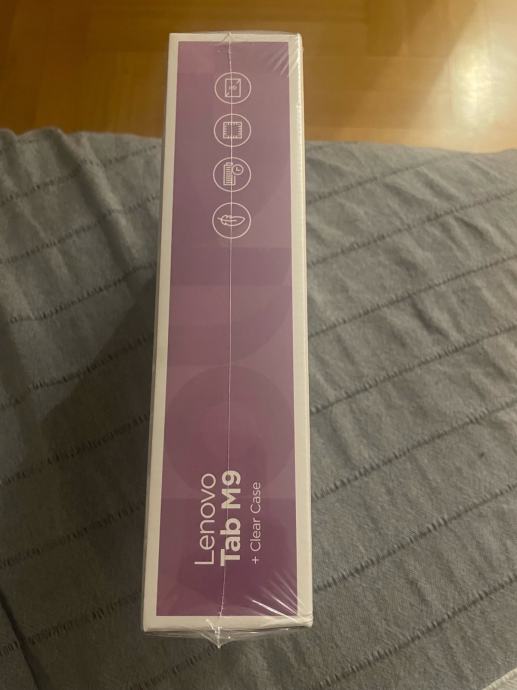 Lenovo
Tab M9
+ Clear Case